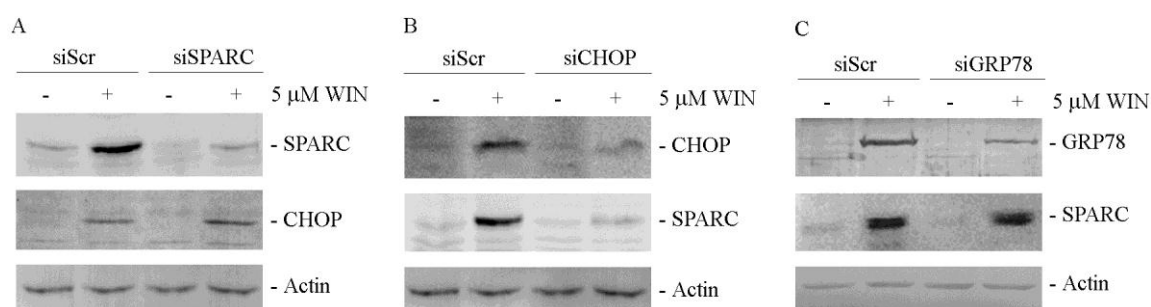 A
siScr siSPARC
- + - + 5 μM WIN
- SPARC
- CHOP
- Actin
B
siScr siCHOP
- + - + 5 μM WIN
- CHOP
- SPARC
- Actin
C
siScr siGRP78
- + - + 5 μM WIN
- GRP78
- SPARC
- Actin